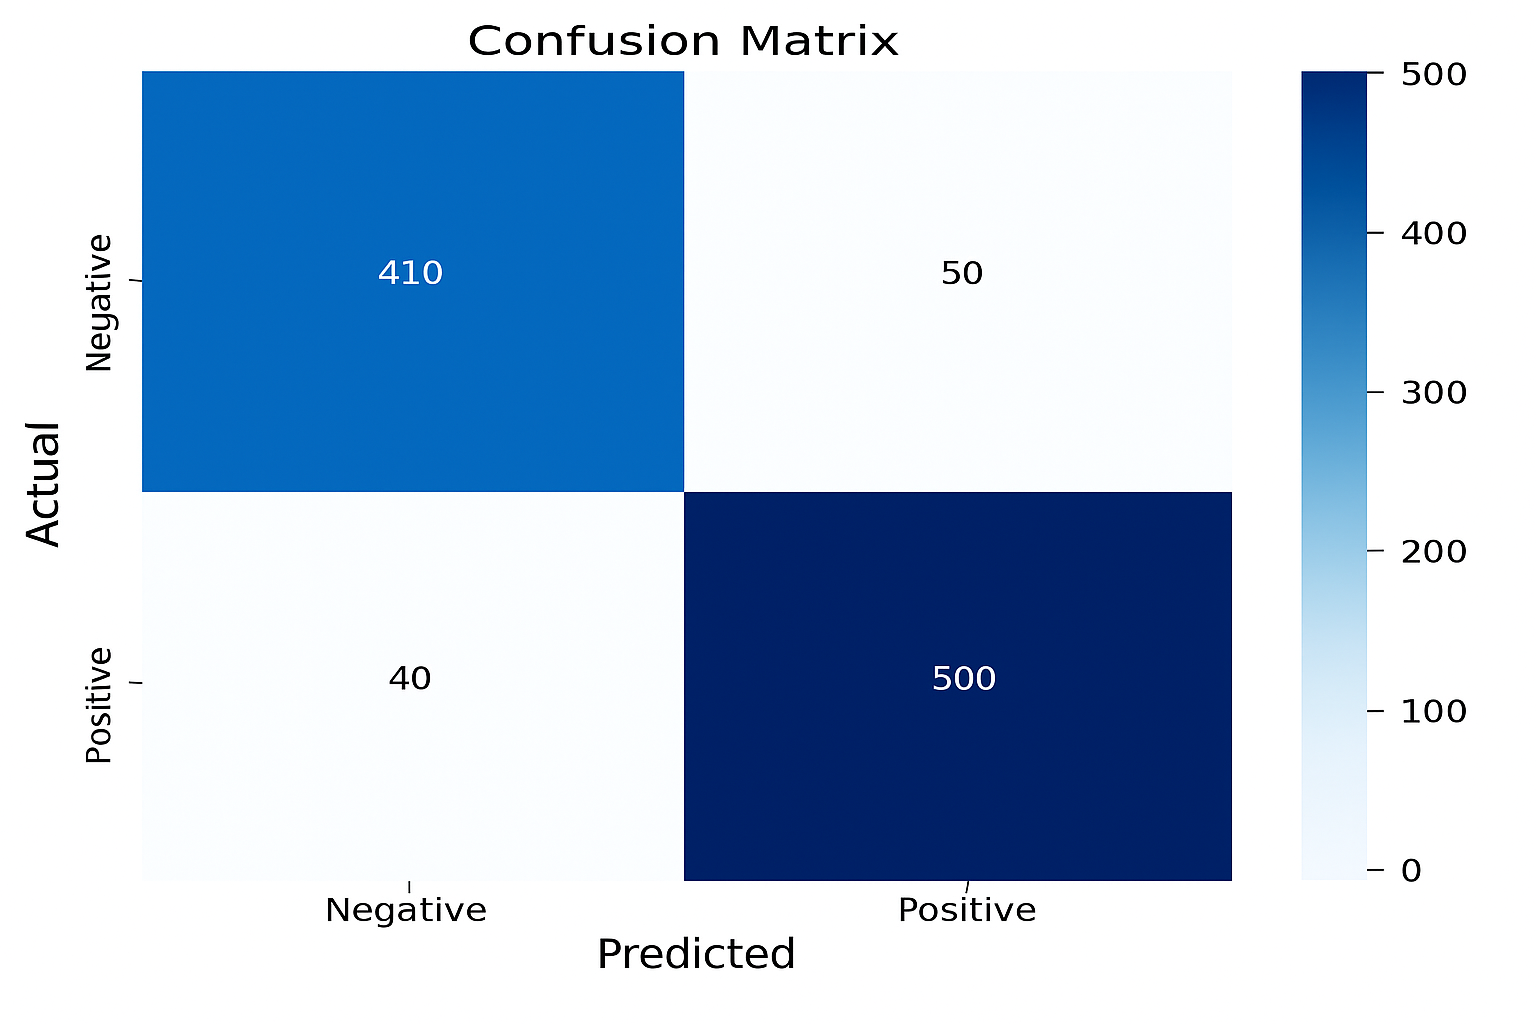 Confusion Matrix
Actual
Negative
Positive
410
50
40
500
Negative
Positive
Predicted
500
400
300
200
100
0